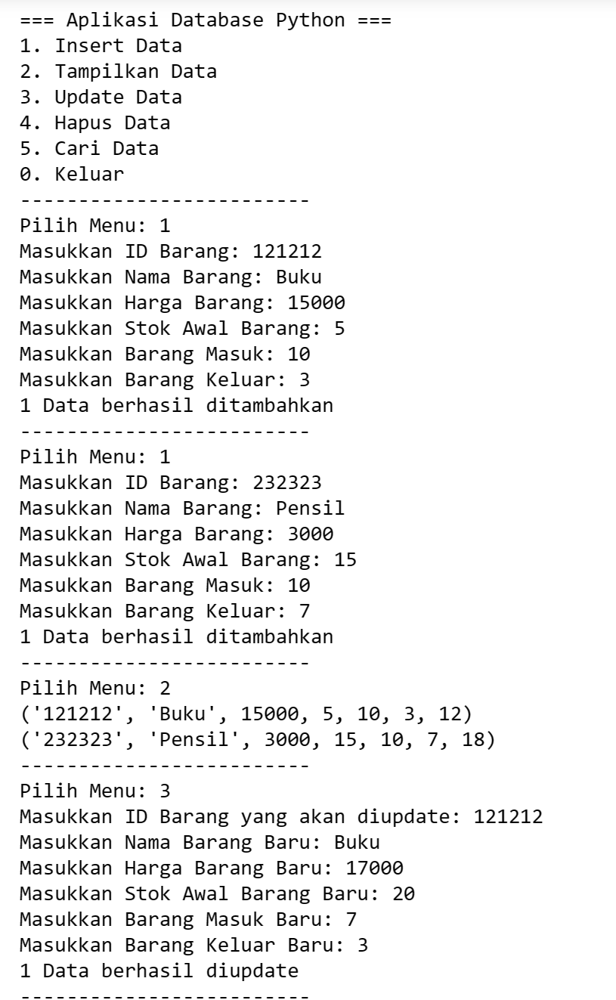 === Aplikasi Database Python ===
1. Insert Data
2. Tampilkan Data
3. Update Data
4. Hapus Data
5. Cari Data
0. Keluar
-------------------------
Pilih Menu: 1
Masukkan ID Barang: 121212
Masukkan Nama Barang: Buku
Masukkan Harga Barang: 15000
Masukkan Stok Awal Barang: 5
Masukkan Barang Masuk: 10
Masukkan Barang Keluar: 3
1 Data berhasil ditambahkan
-------------------------
Pilih Menu: 1
Masukkan ID Barang: 232323
Masukkan Nama Barang: Pensil
Masukkan Harga Barang: 3000
Masukkan Stok Awal Barang: 15
Masukkan Barang Masuk: 10
Masukkan Barang Keluar: 7
1 Data berhasil ditambahkan
-------------------------
Pilih Menu: 2
('121212', 'Buku', 15000, 5, 10, 3, 12)
('232323', 'Pensil', 3000, 15, 10, 7, 18)
-------------------------
Pilih Menu: 3
Masukkan ID Barang yang akan diupdate: 121212
Masukkan Nama Barang Baru: Buku
Masukkan Harga Barang Baru: 17000
Masukkan Stok Awal Barang Baru: 20
Masukkan Barang Masuk Baru: 7
Masukkan Barang Keluar Baru: 3
1 Data berhasil diupdate
-------------------------